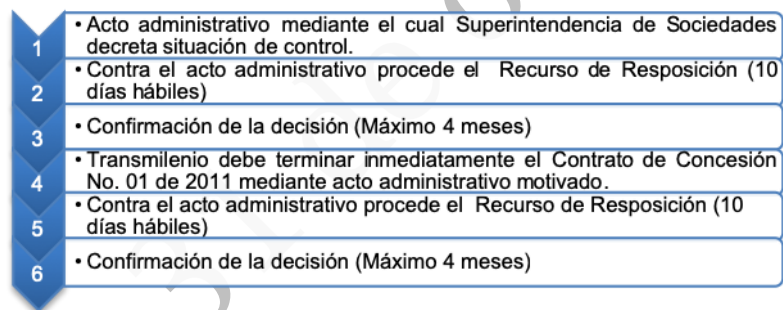 1
• Acto administrativo mediante el cual Superintendencia de Sociedades
decreta situación de control.
2
• Contra el acto administrativo procede el Recurso de Resposición (10
días hábiles)
3
• Confirmación de la decisión (Máximo 4 meses)
4
• Transmilenio debe terminar inmediatamente el Contrato de Concesión
No. 01 de 2011 mediante acto administrativo motivado.
5
• Contra el acto administrativo procede el Recurso de Resposición (10
días hábiles)
6
• Confirmación de la decisión (Máximo 4 meses)